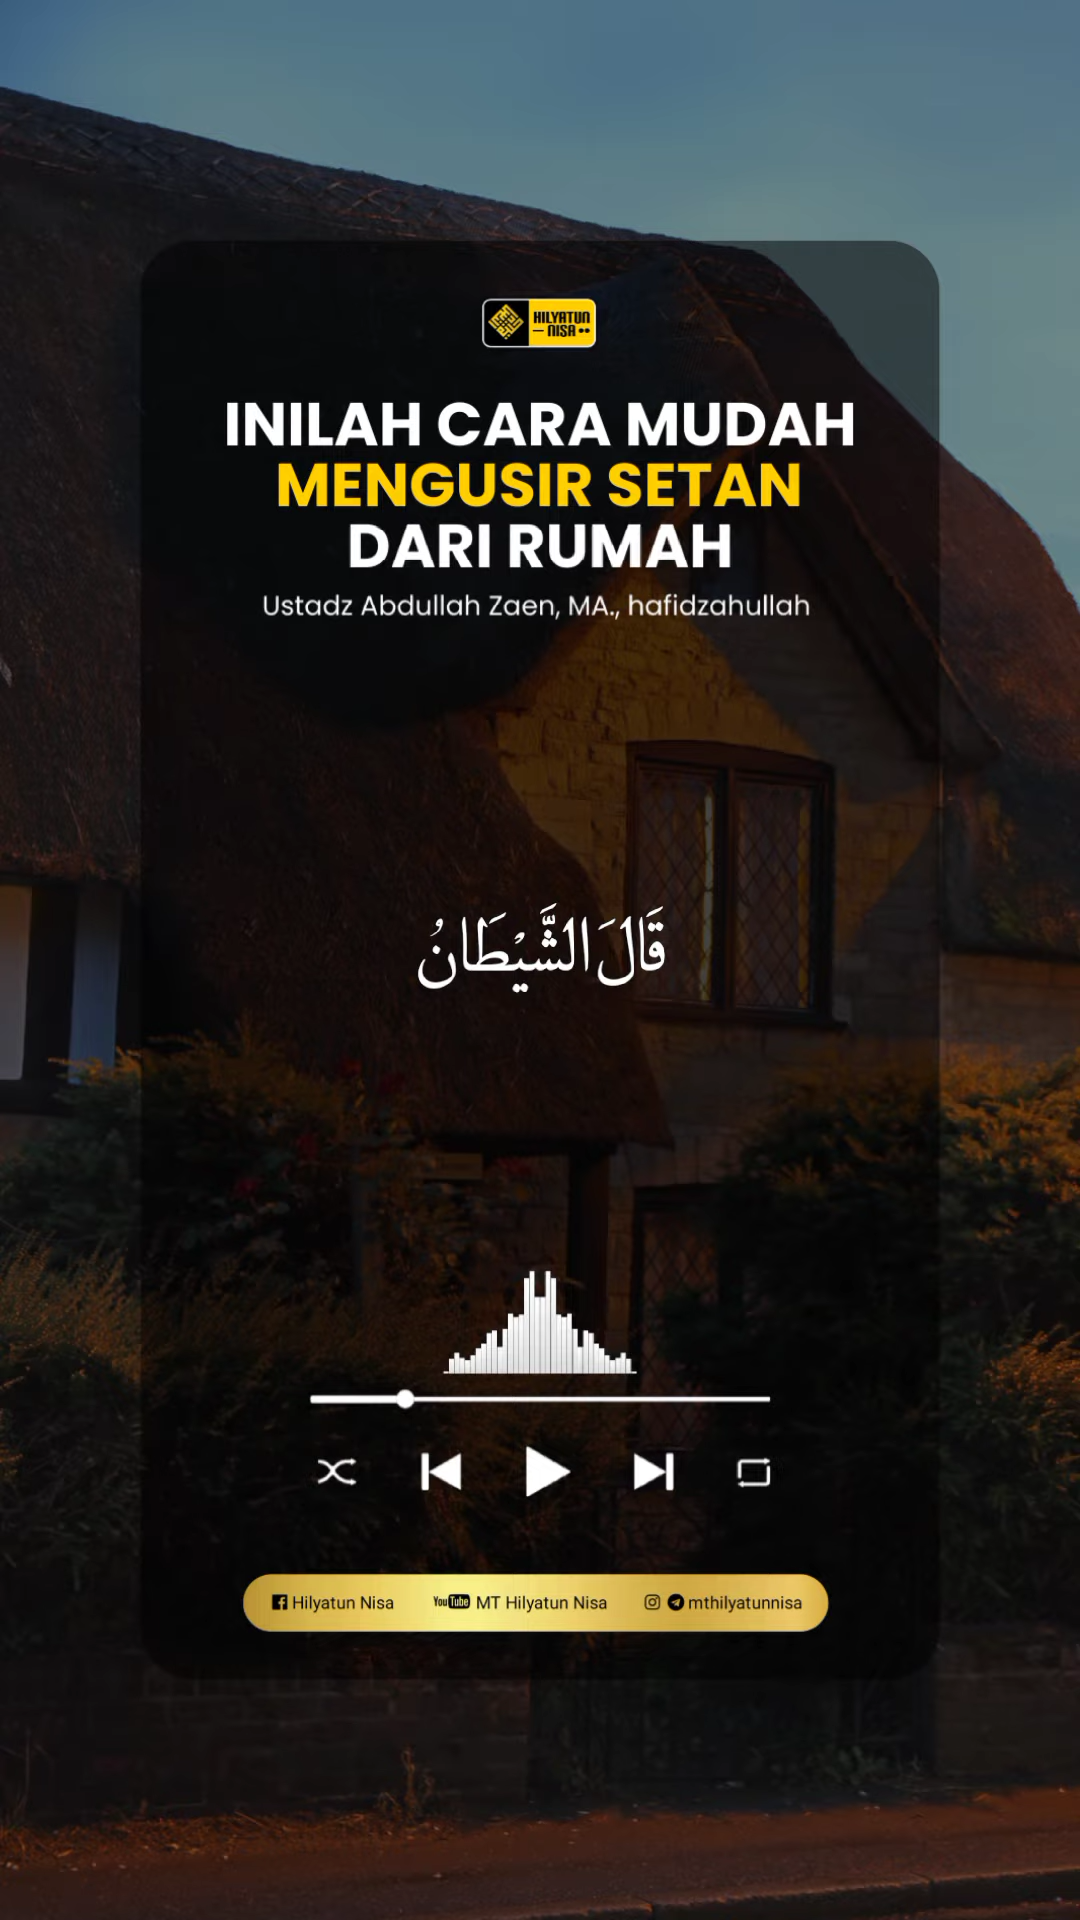 HILYATUN
NISA
INILAH CARA MUDAH
MENGUSIR SETAN
DARI RUMAH
Ustadz Abdullah Zaen, MA., hafidzahullah
قَالَ الشَّيْطَانُ
Hilyatun Nisa YouTube MT Hilyatun Nisa mthilyatunnisa